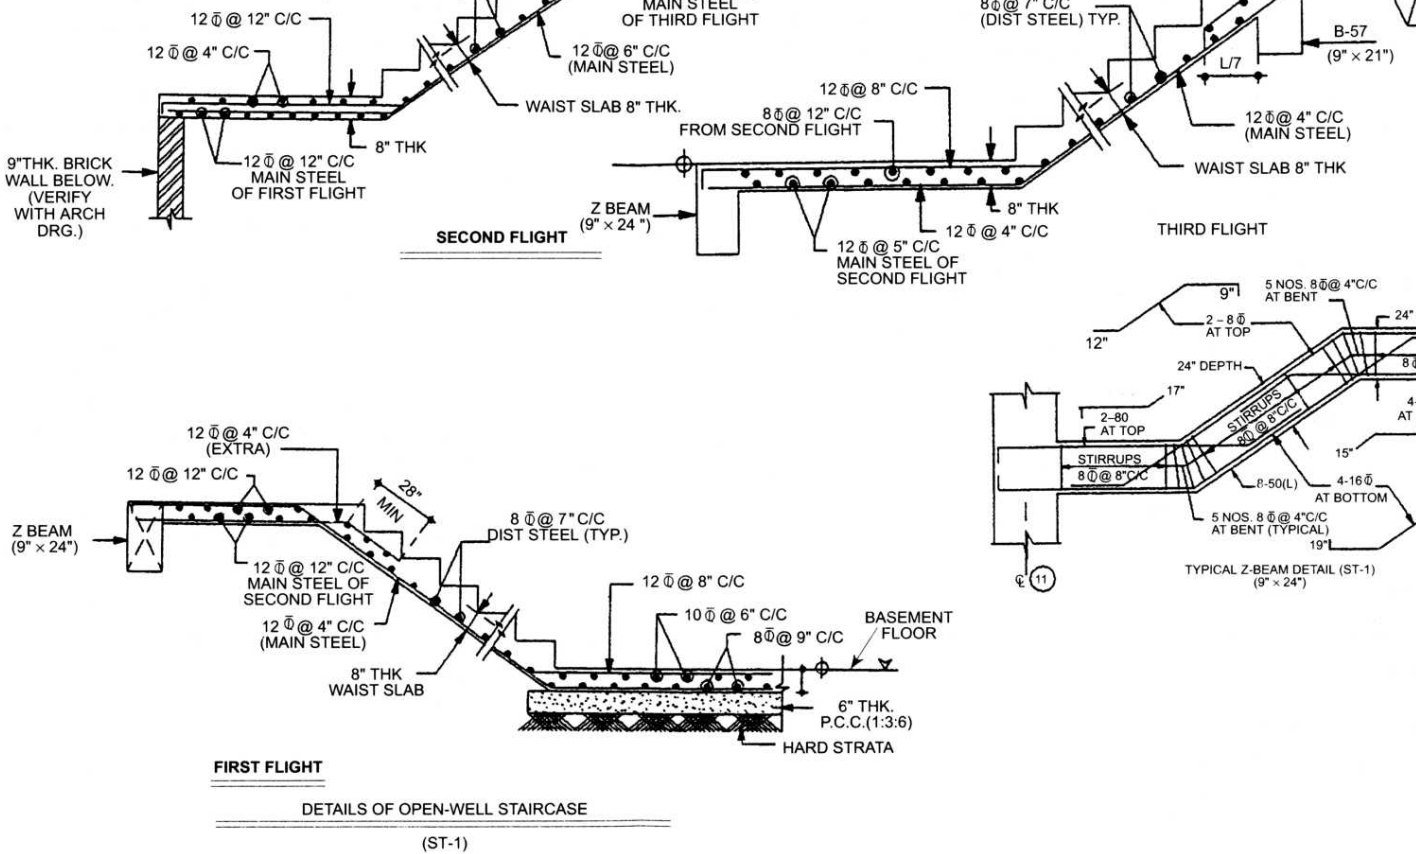 12 Φ @ 12" C/C
12 Φ @ 4" C/C
MAIN STEEL
OF THIRD FLIGHT
12 Φ @ 6" C/C
(MAIN STEEL)
WAIST SLAB 8" THK.
8" THK
12 Φ @ 12" C/C
MAIN STEEL
OF FIRST FLIGHT
9"THK. BRICK
WALL BELOW.
(VERIFY
WITH ARCH
DRG.)
SECOND FLIGHT
8 Φ @ 7" C/C
(DIST STEEL) TYP.
B-57
(9" × 21")
L/7
12 Φ @ 8" C/C
8 Φ @ 12" C/C
FROM SECOND FLIGHT
12 Φ @ 4" C/C
(MAIN STEEL)
WAIST SLAB 8" THK
8" THK
Z BEAM
(9" × 24 ")
12 Φ @ 4" C/C
12 Φ @ 5" C/C
MAIN STEEL OF
SECOND FLIGHT
THIRD FLIGHT
9"
12"
5 NOS. 8 Φ @ 4"C/C
AT BENT
2 – 8 Φ
AT TOP
24"
24" DEPTH
17"
2–80
AT TOP
STIRRUPS
8 Φ @ 8"C/C
STIRRUPS
8 Φ @ 8"C/C
15"
8-50(L)
4-16 Φ
AT BOTTOM
5 NOS. 8 Φ @ 4"C/C
AT BENT (TYPICAL)
19"
TYPICAL Z-BEAM DETAIL (ST-1)
(9" × 24")
11
12 Φ @ 4" C/C
(EXTRA)
12 Φ @ 12" C/C
28"
MIN
Z BEAM
(9" × 24")
8 Φ @ 7" C/C
DIST STEEL (TYP.)
12 Φ @ 12" C/C
MAIN STEEL OF
SECOND FLIGHT
12 Φ @ 4" C/C
(MAIN STEEL)
8" THK
WAIST SLAB
12 Φ @ 8" C/C
10 Φ @ 6" C/C
8 Φ @ 9" C/C
BASEMENT
FLOOR
6" THK.
P.C.C.(1:3:6)
HARD STRATA
FIRST FLIGHT
DETAILS OF OPEN-WELL STAIRCASE
(ST-1)